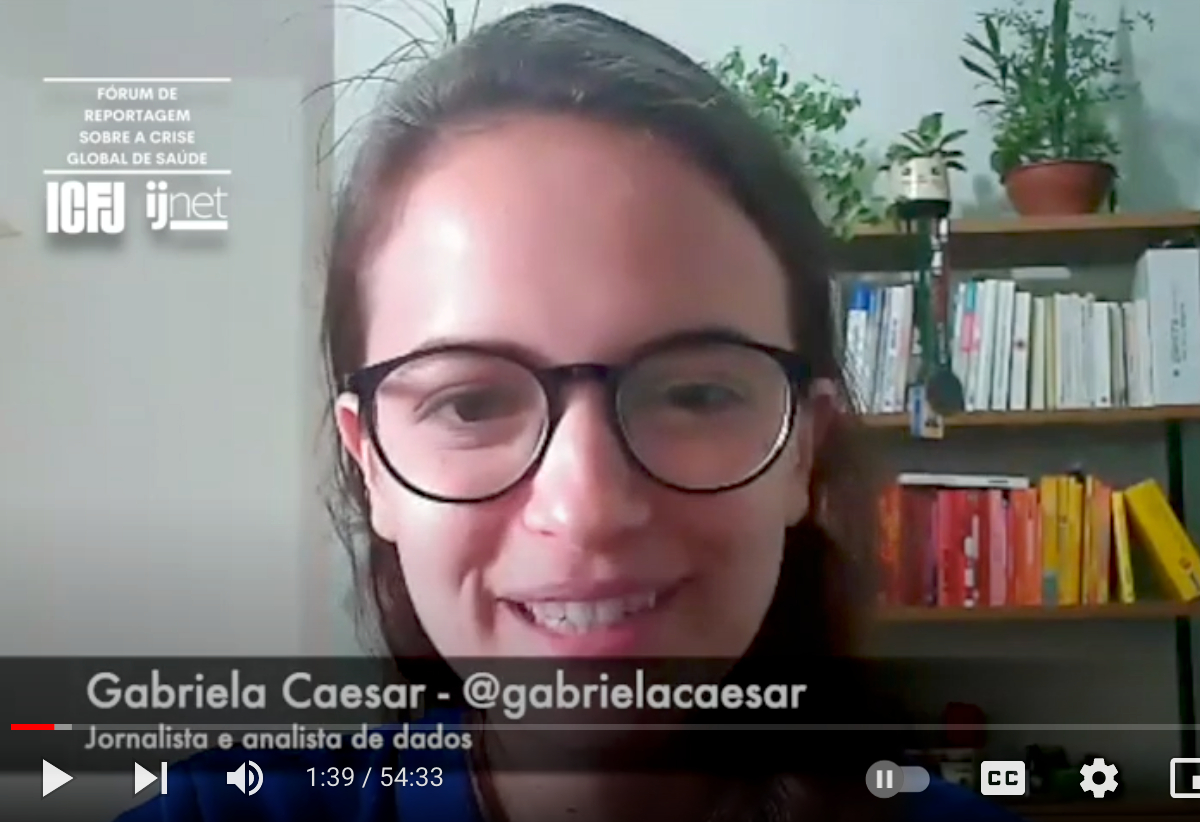 FÓRUM DE
REPORTAGEM
SOBRE A CRISE
GLOBAL DE SAÚDE
ICFJ ijnet
Gabriela Caesar - @gabrielacaesar
Jornalista e analista de dados
1:39 / 54:33
CC